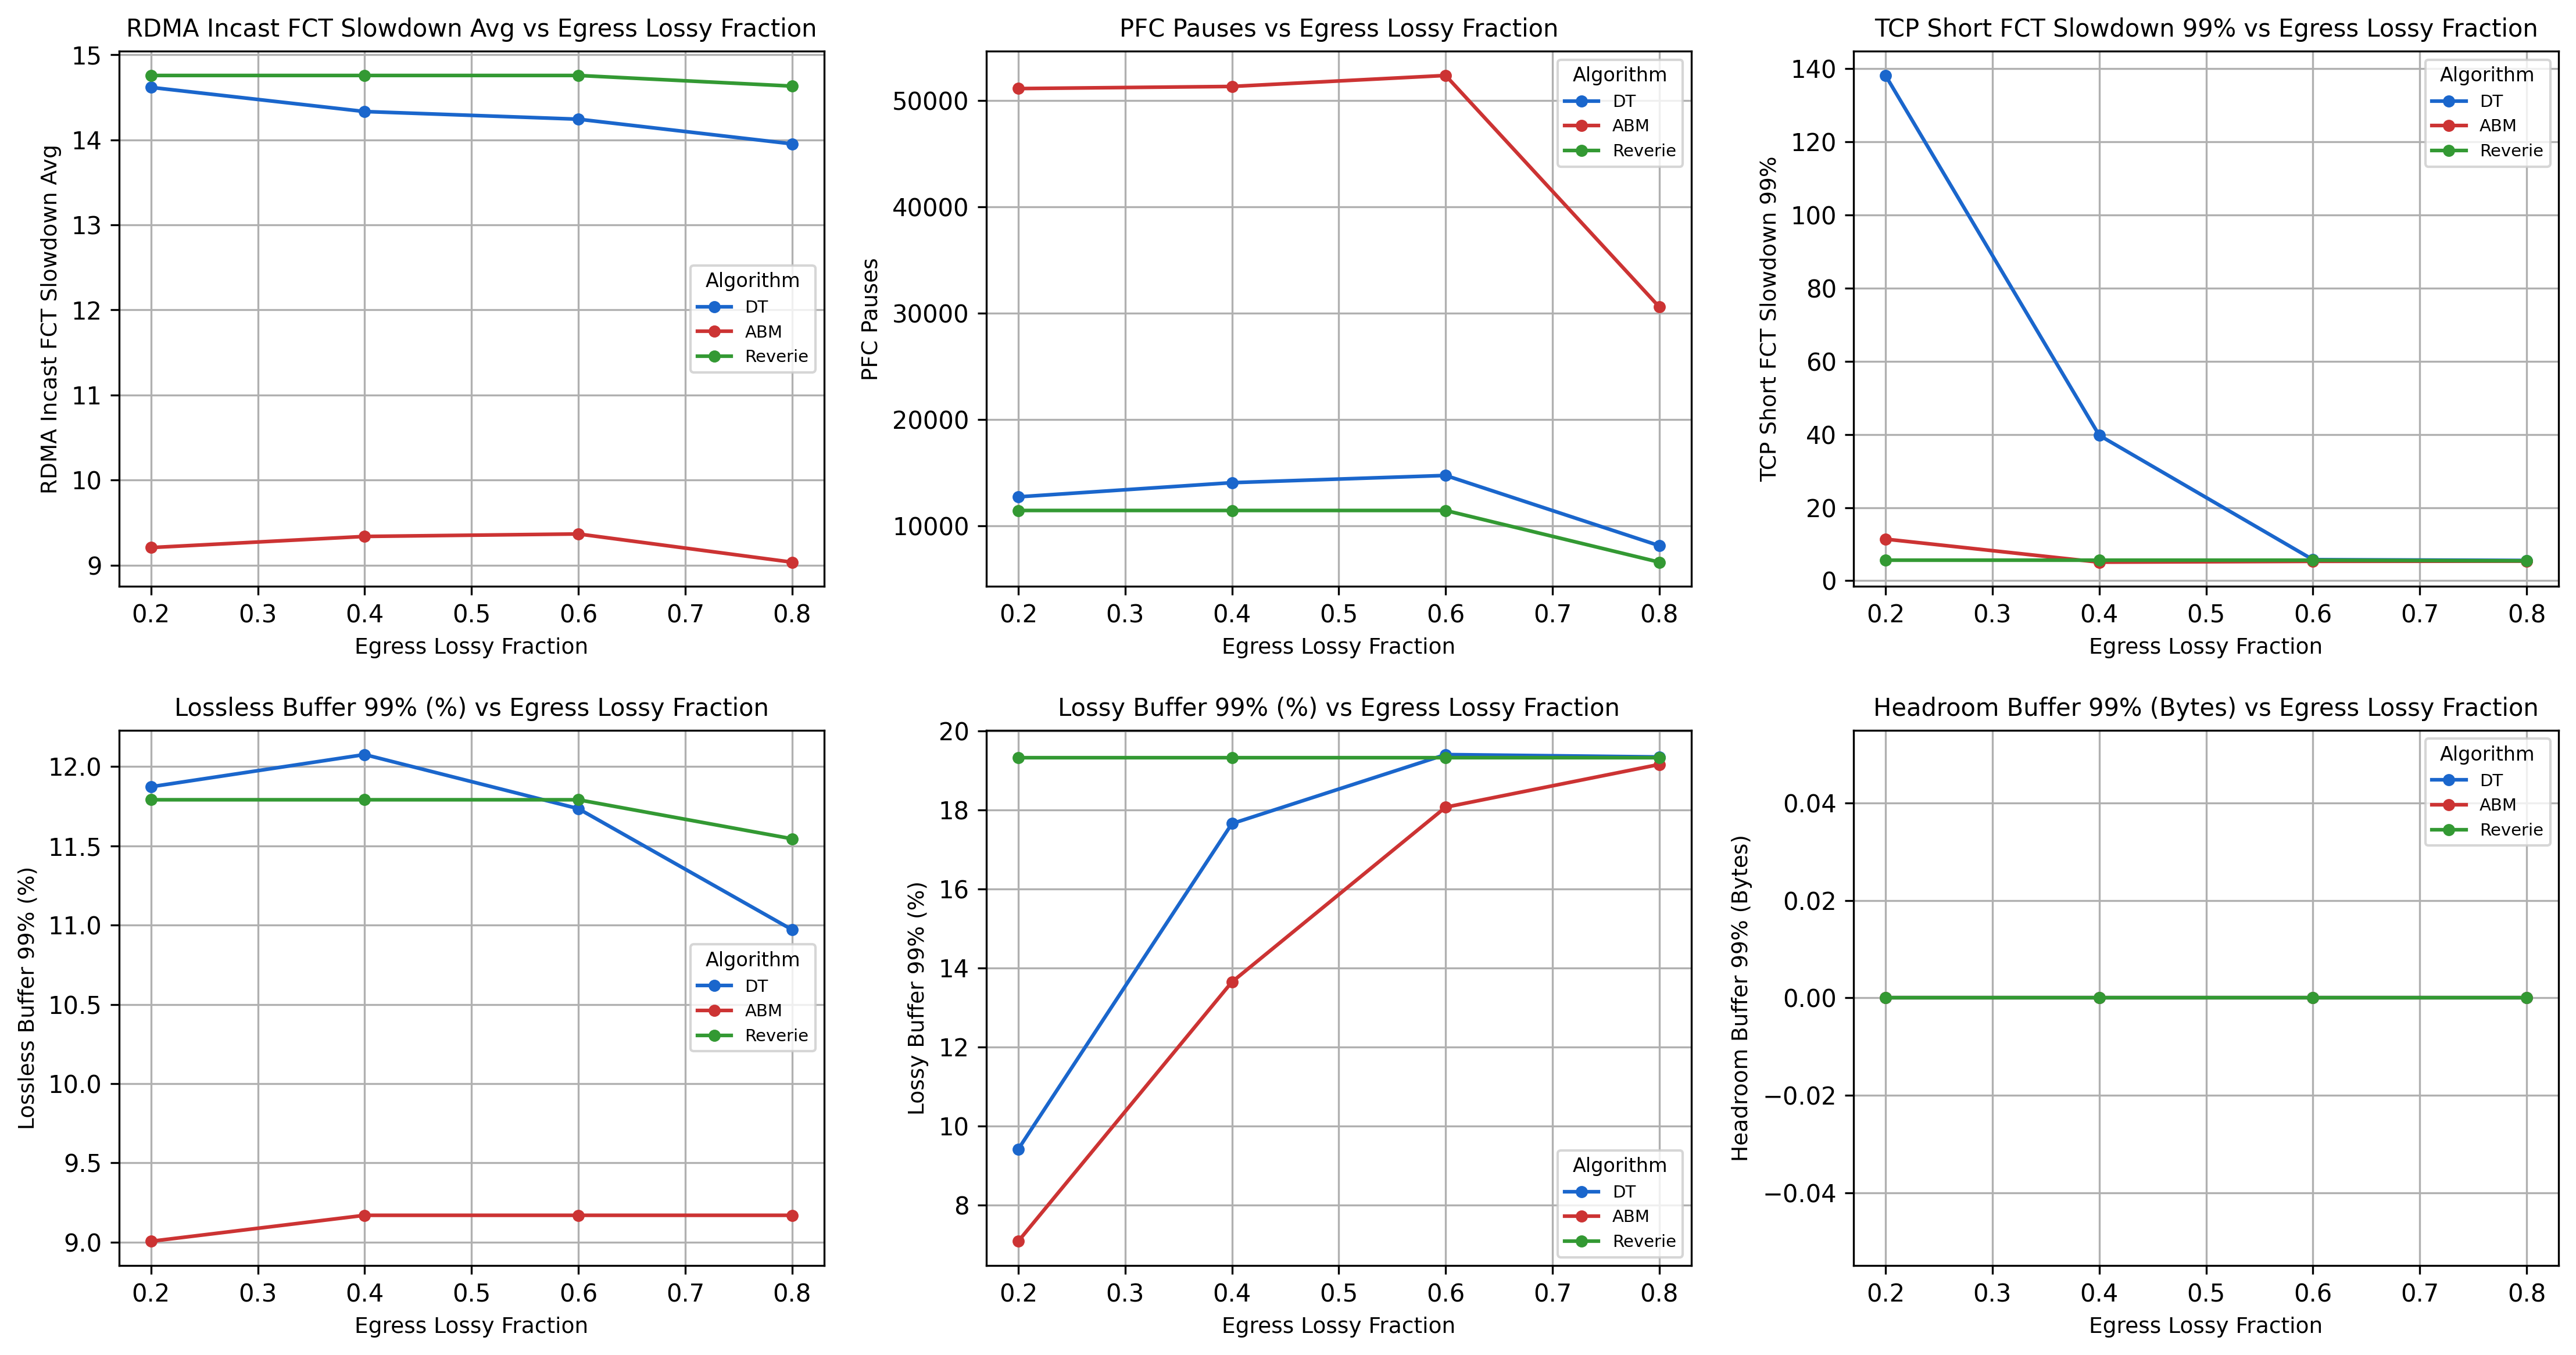 RDMA Incast FCT Slowdown Avg vs Egress Lossy Fraction
RDMA Incast FCT Slowdown Avg
15
14
13
12
11
10
9
Algorithm
DT
ABM
Reverie
0.2 0.3 0.4 0.5 0.6 0.7 0.8
Egress Lossy Fraction
PFC Pauses vs Egress Lossy Fraction
PFC Pauses
50000
40000
30000
20000
10000
Algorithm
DT
ABM
Reverie
0.2 0.3 0.4 0.5 0.6 0.7 0.8
Egress Lossy Fraction
TCP Short FCT Slowdown 99% vs Egress Lossy Fraction
TCP Short FCT Slowdown 99%
140
120
100
80
60
40
20
0
Algorithm
DT
ABM
Reverie
0.2 0.3 0.4 0.5 0.6 0.7 0.8
Egress Lossy Fraction
Lossless Buffer 99% (%) vs Egress Lossy Fraction
Lossless Buffer 99% (%)
12.0
11.5
11.0
10.5
10.0
9.5
9.0
Algorithm
DT
ABM
Reverie
0.2 0.3 0.4 0.5 0.6 0.7 0.8
Egress Lossy Fraction
Lossy Buffer 99% (%) vs Egress Lossy Fraction
Lossy Buffer 99% (%)
20
18
16
14
12
10
8
Algorithm
DT
ABM
Reverie
0.2 0.3 0.4 0.5 0.6 0.7 0.8
Egress Lossy Fraction
Headroom Buffer 99% (Bytes) vs Egress Lossy Fraction
Headroom Buffer 99% (Bytes)
0.04
0.02
0.00
−0.02
−0.04
Algorithm
DT
ABM
Reverie
0.2 0.3 0.4 0.5 0.6 0.7 0.8
Egress Lossy Fraction